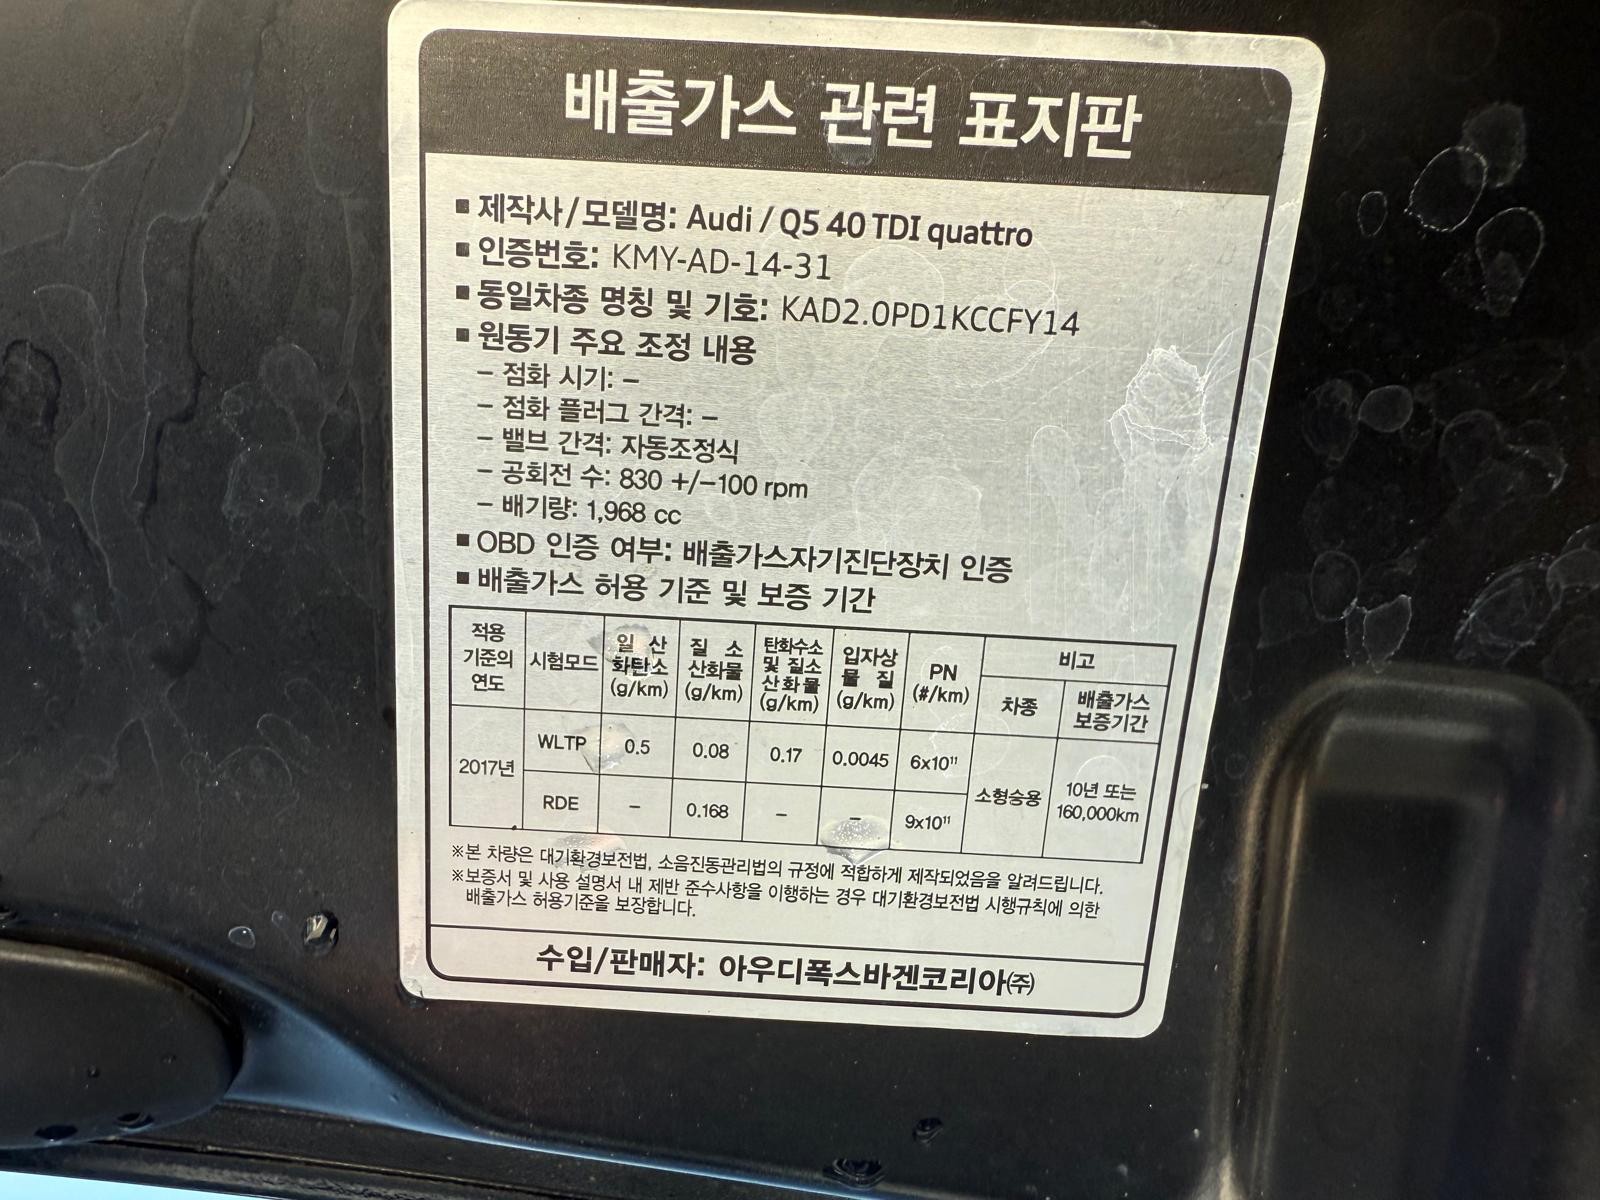 배출가스 관련 표지판
■ 제작사/모델명: Audi / Q5 40 TDI quattro
■ 인증번호: KMY-AD-14-31
■ 동일차종 명칭 및 기호: KAD2.0PD1KCCFY14
■ 원동기 주요 조정 내용
– 점화 시기: –
– 점화 플러그 간격: –
– 밸브 간격: 자동조정식
– 공회전 수: 830 +/–100 rpm
– 배기량: 1,968 cc
■ OBD 인증 여부: 배출가스자기진단장치 인증
■ 배출가스 허용 기준 및 보증 기간
적용 기준의 연도 시험모드 일 산 화탄소 (g/km) 질 소 산화물 (g/km) 탄화수소 및 질소 산화물 (g/km) 입자상 물 질 (g/km) PN (#/km) 비고
차종 배출가스 보증기간
2017년 WLTP 0.5 0.08 0.17 0.0045 6x10¹¹ 소형승용 10년 또는 160,000km
RDE – 0.168 – – 9x10¹¹
※본 차량은 대기환경보전법, 소음진동관리법의 규정에 적합하게 제작되었음을 알려드립니다.
※보증서 및 사용 설명서 내 제반 준수사항을 이행하는 경우 대기환경보전법 시행규칙에 의한
배출가스 허용기준을 보장합니다.
수입/판매자: 아우디폭스바겐코리아㈜